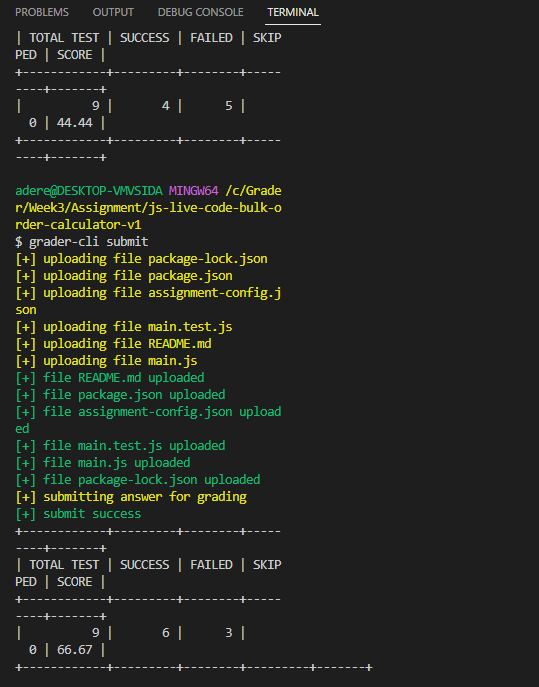 PROBLEMS OUTPUT DEBUG CONSOLE TERMINAL
| TOTAL TEST | SUCCESS | FAILED | SKIP
PED | SCORE |
+------------+---------+--------+-----
----+-------+
|          9 |       4 |      5 |
  0 | 44.44 |
+------------+---------+--------+-----
----+-------+
adere@DESKTOP-VMVSIDA MINGW64 /c/Grade
r/Week3/Assignment/js-live-code-bulk-o
rder-calculator-v1
$ grader-cli submit
[+] uploading file package-lock.json
[+] uploading file package.json
[+] uploading file assignment-config.j
son
[+] uploading file main.test.js
[+] uploading file README.md
[+] uploading file main.js
[+] file README.md uploaded
[+] file package.json uploaded
[+] file assignment-config.json upload
ed
[+] file main.test.js uploaded
[+] file main.js uploaded
[+] file package-lock.json uploaded
[+] submitting answer for grading
[+] submit success
+------------+---------+--------+-----
----+-------+
| TOTAL TEST | SUCCESS | FAILED | SKIP
PED | SCORE |
+------------+---------+--------+-----
----+-------+
|          9 |       6 |      3 |
  0 | 66.67 |
+------------+---------+--------+---------+-------+